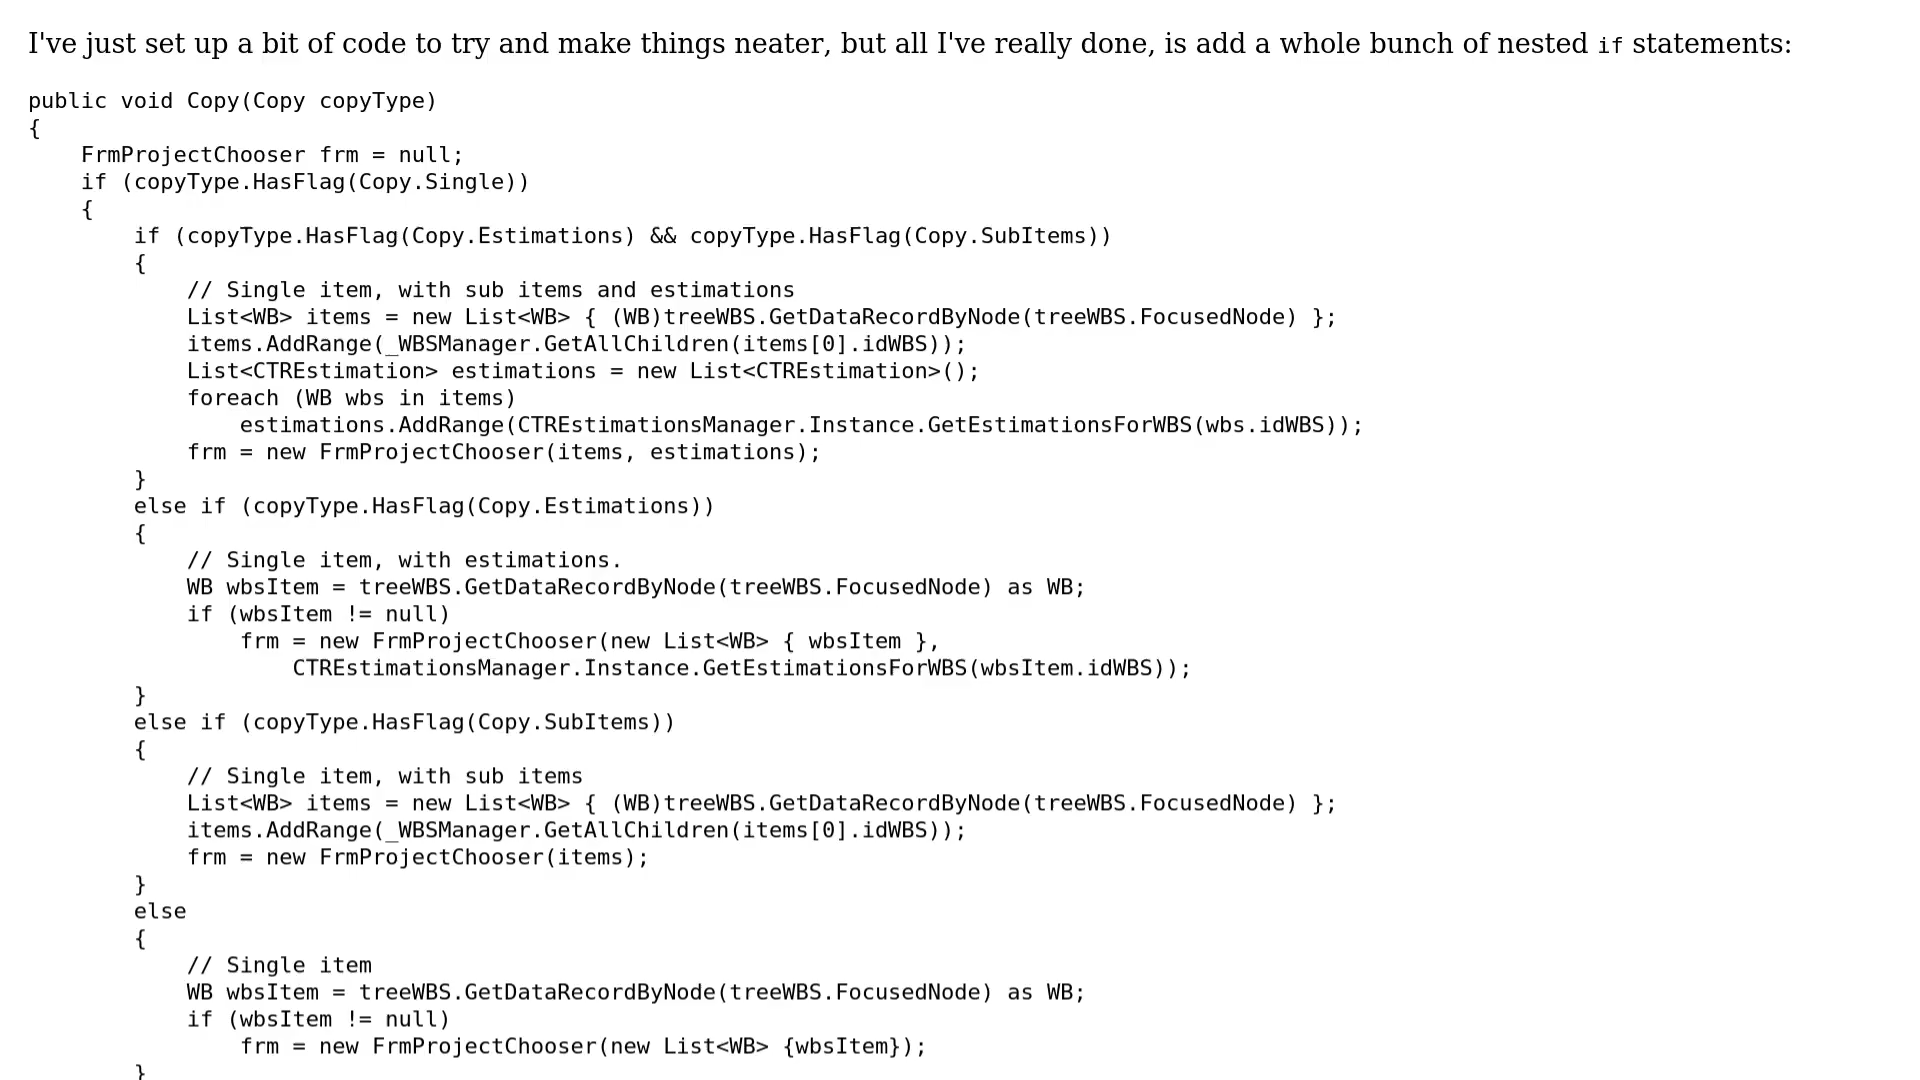 I've just set up a bit of code to try and make things neater, but all I've really done, is add a whole bunch of nested if statements:
public void Copy(Copy copyType)
{
    FrmProjectChooser frm = null;
    if (copyType.HasFlag(Copy.Single))
    {
        if (copyType.HasFlag(Copy.Estimations) && copyType.HasFlag(Copy.SubItems))
        {
            // Single item, with sub items and estimations
            List<WB> items = new List<WB> { (WB)treeWBS.GetDataRecordByNode(treeWBS.FocusedNode) };
            items.AddRange(_WBSManager.GetAllChildren(items[0].idWBS));
            List<CTREstimation> estimations = new List<CTREstimation>();
            foreach (WB wbs in items)
                estimations.AddRange(CTREstimationsManager.Instance.GetEstimationsForWBS(wbs.idWBS));
            frm = new FrmProjectChooser(items, estimations);
        }
        else if (copyType.HasFlag(Copy.Estimations))
        {
            // Single item, with estimations.
            WB wbsItem = treeWBS.GetDataRecordByNode(treeWBS.FocusedNode) as WB;
            if (wbsItem != null)
                frm = new FrmProjectChooser(new List<WB> { wbsItem },
                    CTREstimationsManager.Instance.GetEstimationsForWBS(wbsItem.idWBS));
        }
        else if (copyType.HasFlag(Copy.SubItems))
        {
            // Single item, with sub items
            List<WB> items = new List<WB> { (WB)treeWBS.GetDataRecordByNode(treeWBS.FocusedNode) };
            items.AddRange(_WBSManager.GetAllChildren(items[0].idWBS));
            frm = new FrmProjectChooser(items);
        }
        else
        {
            // Single item
            WB wbsItem = treeWBS.GetDataRecordByNode(treeWBS.FocusedNode) as WB;
            if (wbsItem != null)
                frm = new FrmProjectChooser(new List<WB> {wbsItem});
        }